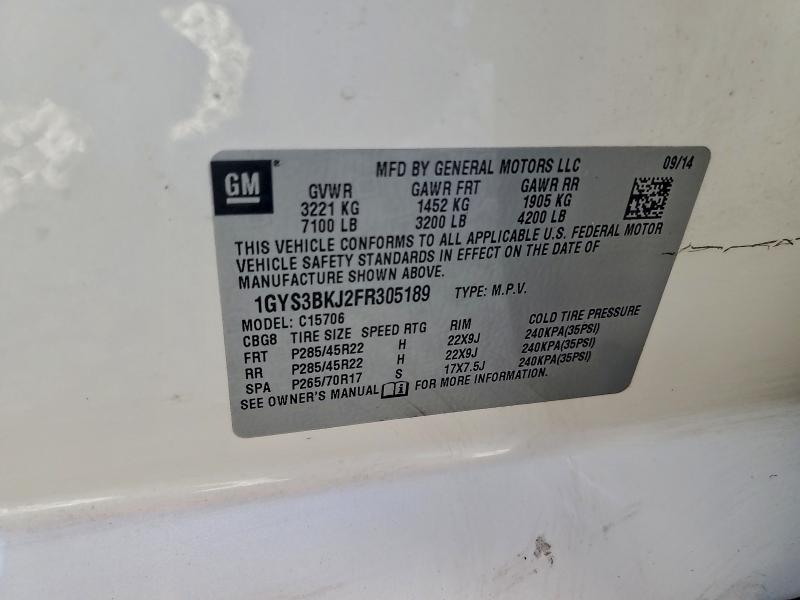 GM®
MFD BY GENERAL MOTORS LLC 09/14
GVWR GAWR FRT GAWR RR
3221 KG 1452 KG 1905 KG
7100 LB 3200 LB 4200 LB
THIS VEHICLE CONFORMS TO ALL APPLICABLE U.S. FEDERAL MOTOR
VEHICLE SAFETY STANDARDS IN EFFECT ON THE DATE OF
MANUFACTURE SHOWN ABOVE.
1GYS3BKJ2FR305189 TYPE: M.P.V.
MODEL: C15706
CBG8 TIRE SIZE SPEED RTG RIM COLD TIRE PRESSURE
FRT P285/45R22 H 22X9J 240KPA(35PSI)
RR P285/45R22 H 22X9J 240KPA(35PSI)
SPA P265/70R17 S 17X7.5J 240KPA(35PSI)
SEE OWNER'S MANUAL FOR MORE INFORMATION.